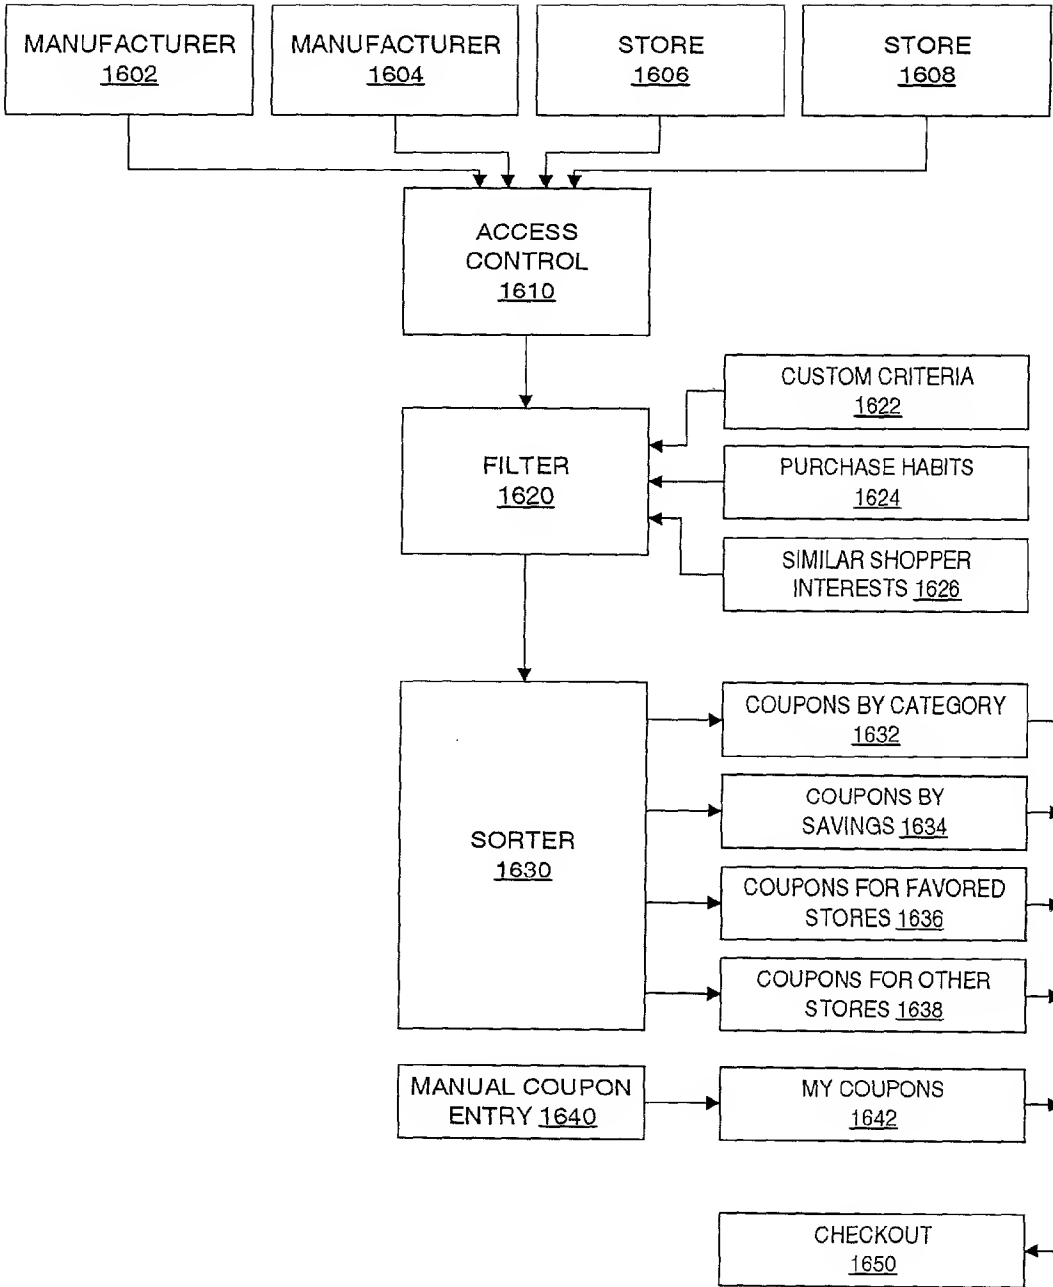 MANUFACTURER
1602
MANUFACTURER
1604
STORE
1606
STORE
1608
ACCESS
CONTROL
1610
CUSTOM CRITERIA
1622
FILTER
1620
PURCHASE HABITS
1624
SIMILAR SHOPPER
INTERESTS 1626
SORTER
1630
COUPONS BY CATEGORY
1632
COUPONS BY
SAVINGS 1634
COUPONS FOR FAVORED
STORES 1636
COUPONS FOR OTHER
STORES 1638
MANUAL COUPON
ENTRY 1640
MY COUPONS
1642
CHECKOUT
1650